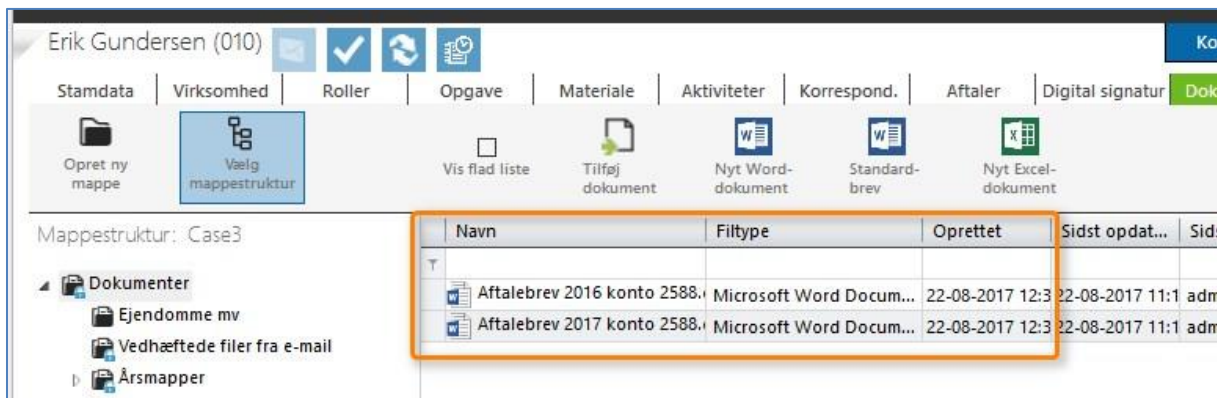 Erik Gundersen (010)
Ko
Stamdata Virksomhed Roller Opgave Materiale Aktiviteter Korrespond. Aftaler Digital signatur Dok
Opret ny mappe
Vælg mappestruktur
Vis flad liste
Tilføj dokument
Nyt Word-dokument
Standard-brev
Nyt Excel-dokument
Mappestruktur: Case3
Navn Filtype Oprettet Sidst opdat... Sids
Dokumenter
Ejendomme mv
Vedhæftede filer fra e-mail
Årsmapper
Aftalebrev 2016 konto 2588. Microsoft Word Docum... 22-08-2017 12:3 22-08-2017 11:1 adm
Aftalebrev 2017 konto 2588. Microsoft Word Docum... 22-08-2017 12:3 22-08-2017 11:1 adm